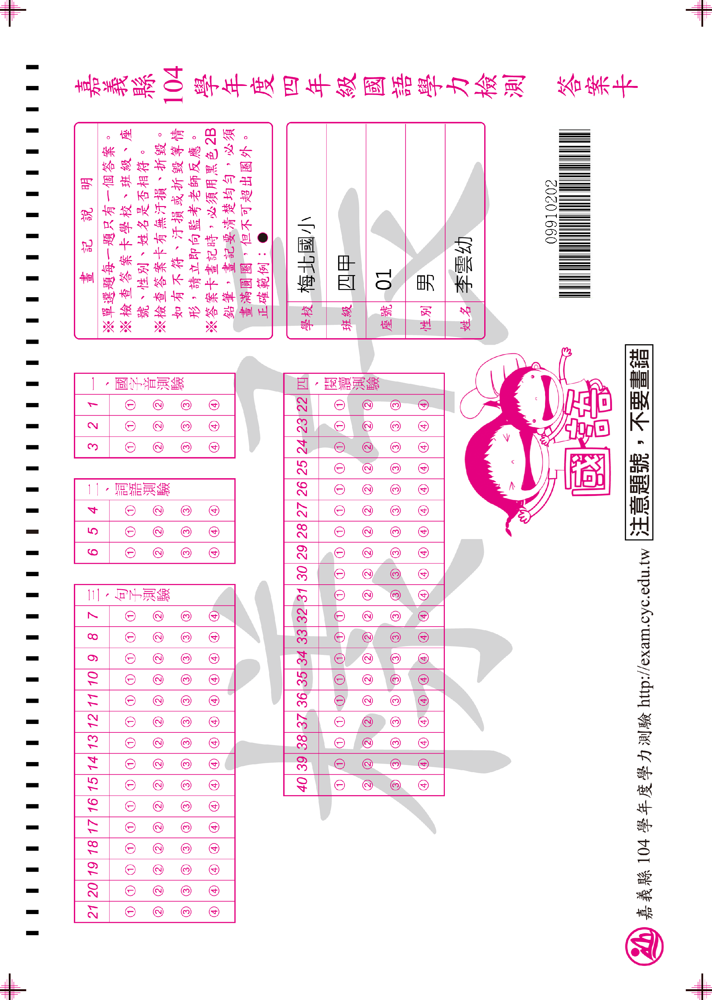 嘉義縣104學年度四年級國語學力檢測 答案卡
畫記說明
※單選題每一題只有一個答案。
※檢查答案卡學校、班級、座
號、性別、姓名是否相符。
※檢查答案卡有無汙損、折毀。
如有不符、汙損或折毀等情
形，請立即向監考老師反應。
※答案卡畫記時，必須用黑色2B
鉛筆，畫記要清楚均勻，必須
畫滿圓圈，但不可超出圈外。
正確範例：●
學校 梅北國小
班級 四甲
座號 01
性別 男
姓名 李雲幼
09910202
一、國字音測驗
1 ① ② ③ ④
2 ① ② ③ ④
3 ① ② ③ ④
二、詞語測驗
4 ① ② ③ ④
5 ① ② ③ ④
6 ① ② ③ ④
三、句子測驗
7 ① ② ③ ④
8 ① ② ③ ④
9 ① ② ③ ④
10 ① ② ③ ④
11 ① ② ③ ④
12 ① ② ③ ④
13 ① ② ③ ④
14 ① ② ③ ④
15 ① ② ③ ④
16 ① ② ③ ④
17 ① ② ③ ④
18 ① ② ③ ④
19 ① ② ③ ④
20 ① ② ③ ④
21 ① ② ③ ④
四、閱讀測驗
22 ① ② ③ ④
23 ① ② ③ ④
24 ① ② ③ ④
25 ① ② ③ ④
26 ① ② ③ ④
27 ① ② ③ ④
28 ① ② ③ ④
29 ① ② ③ ④
30 ① ② ③ ④
31 ① ② ③ ④
32 ① ② ③ ④
33 ① ② ③ ④
34 ① ② ③ ④
35 ① ② ③ ④
36 ① ② ③ ④
37 ① ② ③ ④
38 ① ② ③ ④
39 ① ② ③ ④
40 ① ② ③ ④
國語
嘉義縣 104 學年度學力測驗 http://exam.cyc.edu.tw
注意題號，不要畫錯